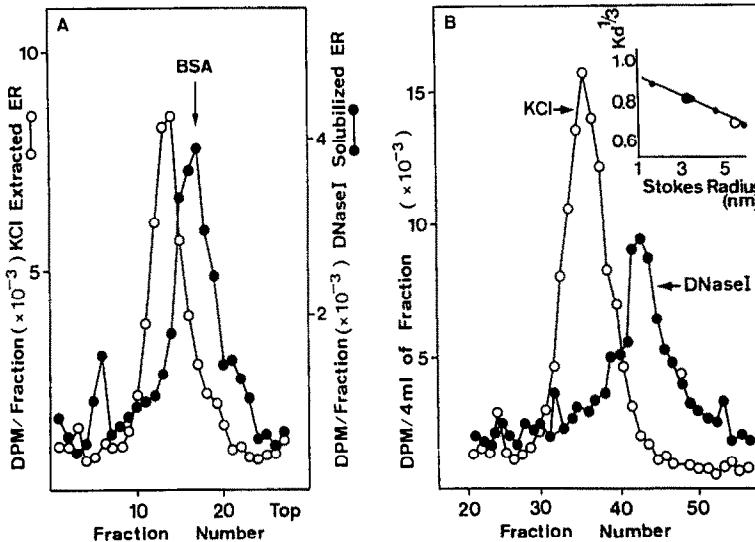 A
10
5
DPM/Fraction (×10⁻³) KCl Extracted ER
BSA
4
2
DPM/Fraction (×10⁻³) DNaseI Solubilized ER
10 20 Top
Fraction Number
B
15
10
5
DPM/4ml of Fraction (×10⁻³)
KCl
DNaseI
Kd^1/3
1.0
0.8
0.6
1 5
Stokes Radius
(nm)
20 30 40 50
Fraction Number